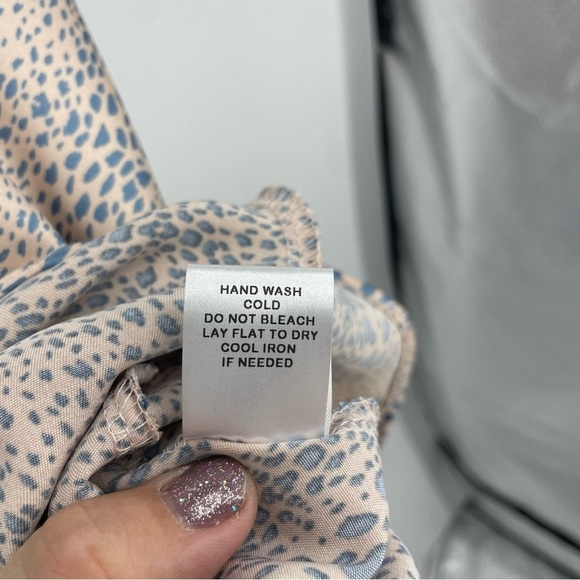 HAND WASH
COLD
DO NOT BLEACH
LAY FLAT TO DRY
COOL IRON
IF NEEDED